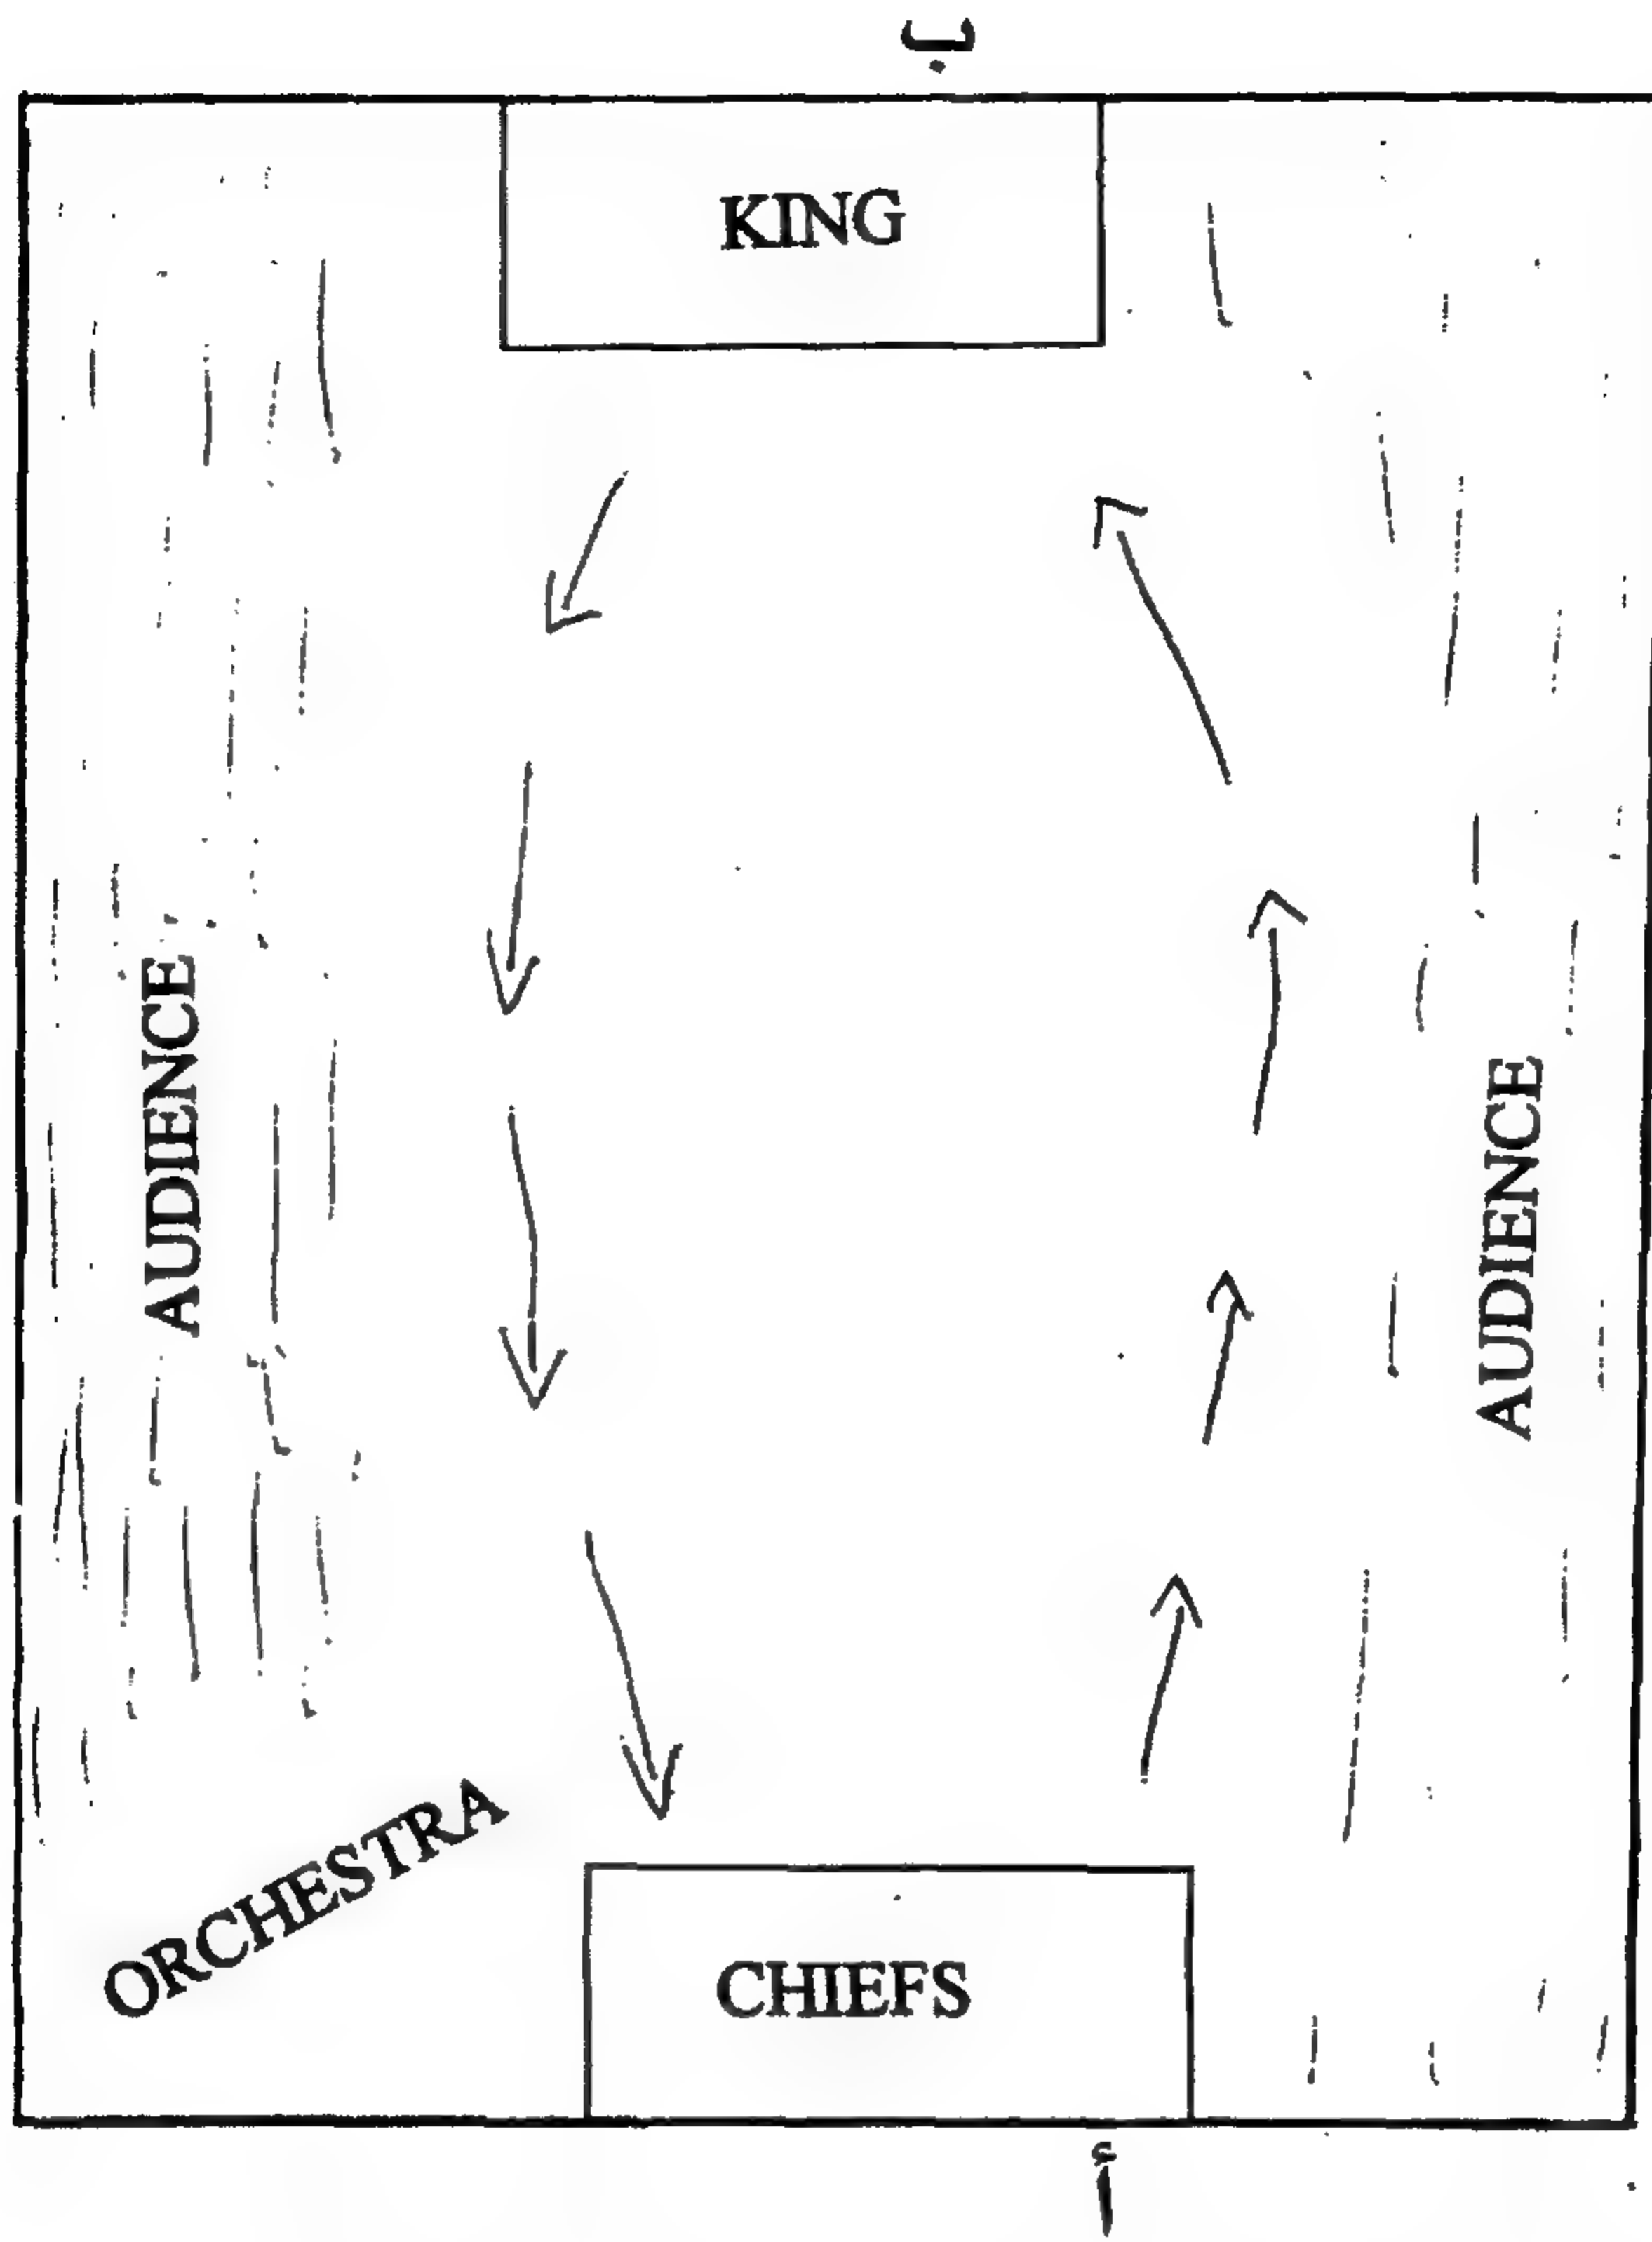 ب
KING
AUDIENCE
AUDIENCE
ORCHESTRA
CHIEFS
أ